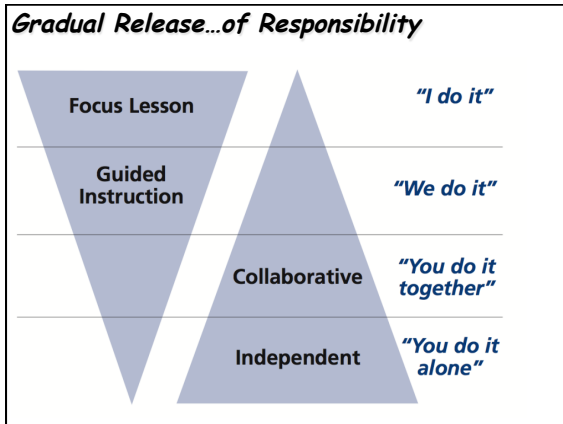 Gradual Release...of Responsibility
Focus Lesson
“I do it”
Guided
Instruction
“We do it”
Collaborative
“You do it
together”
Independent
“You do it
alone”